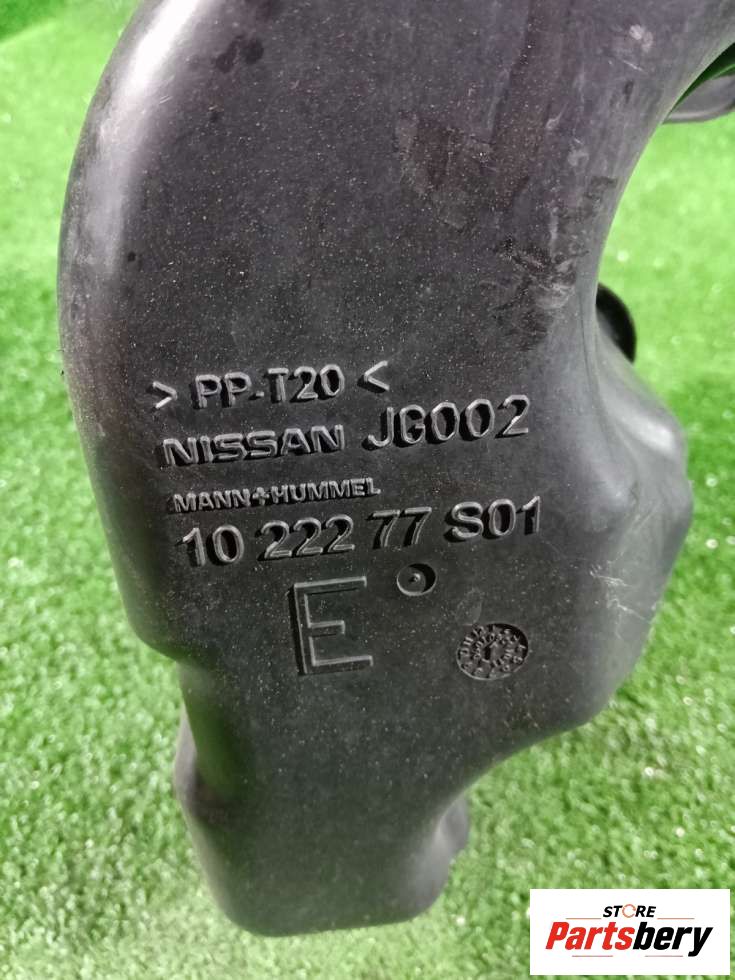 > PP-T20 <
NISSAN JG002
MANN+HUMMEL
10 222 77 S01
E
STORE
Partsbery